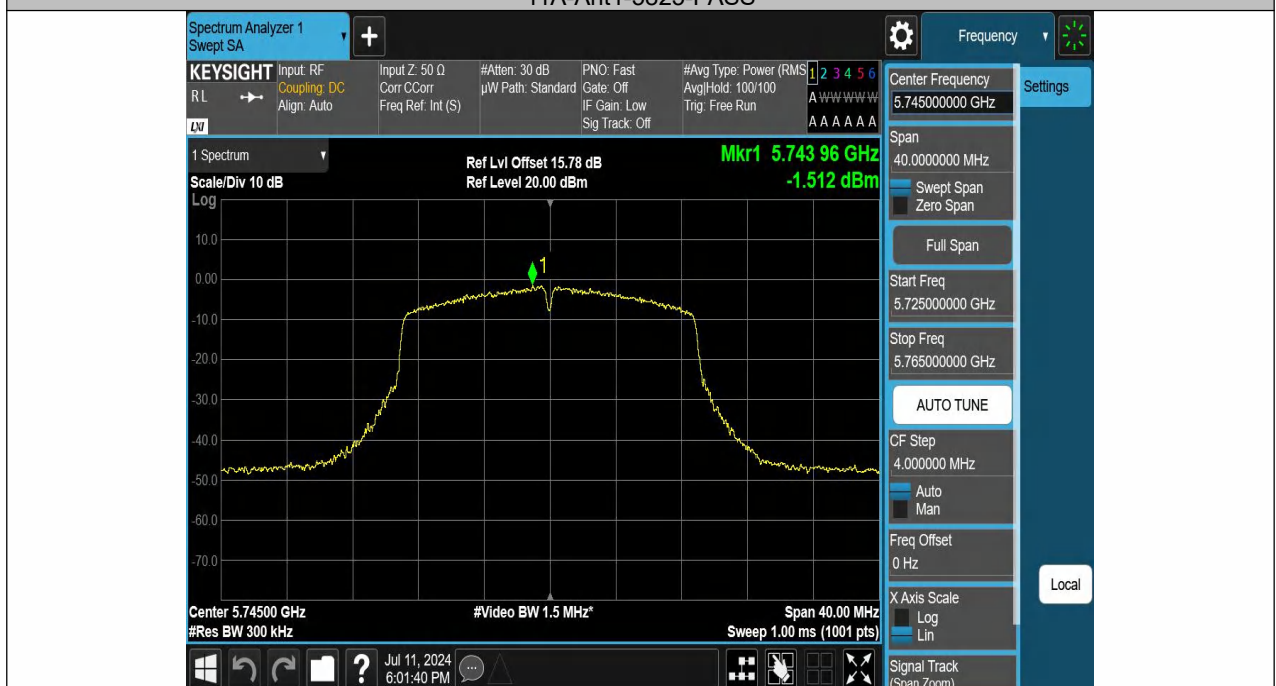 11A-Ant1-5825-PASS
Spectrum Analyzer 1
Swept SA
+
Frequency
KEYSIGHT
RL
LXI
Input: RF
Coupling: DC
Align: Auto
Input Z: 50 Ω
Corr CCorr
Freq Ref: Int (S)
#Atten: 30 dB
µW Path: Standard
PNO: Fast
Gate: Off
IF Gain: Low
Sig Track: Off
#Avg Type: Power (RMS
Avg|Hold: 100/100
Trig: Free Run
1 2 3 4 5 6
A W W W W W
A A A A A A
Center Frequency
5.745000000 GHz
Settings
1 Spectrum
Scale/Div 10 dB
Log
Ref Lvl Offset 15.78 dB
Ref Level 20.00 dBm
Mkr1 5.743 96 GHz
-1.512 dBm
10.0
0.00
-10.0
-20.0
-30.0
-40.0
-50.0
-60.0
-70.0
1
Span
40.0000000 MHz
Swept Span
Zero Span
Full Span
Start Freq
5.725000000 GHz
Stop Freq
5.765000000 GHz
AUTO TUNE
CF Step
4.000000 MHz
Auto
Man
Freq Offset
0 Hz
X Axis Scale
Log
Lin
Signal Track
(Span Zoom)
Local
Center 5.74500 GHz
#Res BW 300 kHz
#Video BW 1.5 MHz*
Span 40.00 MHz
Sweep 1.00 ms (1001 pts)
?
Jul 11, 2024
6:01:40 PM